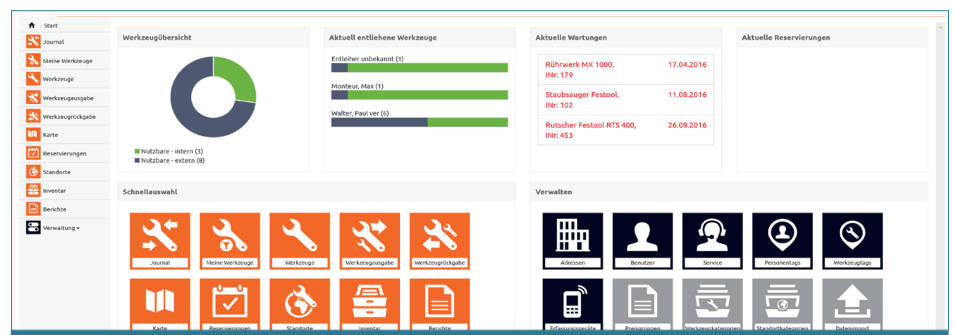 Start
Journal
Meine Werkzeuge
Werkzeuge
Werkzeugausgabe
Werkzeugrückgabe
Karte
Reservierungen
Standorte
Inventar
Berichte
Verwaltung
Werkzeugübersicht
Nutzbare - intern (3)
Nutzbare - extern (8)
Aktuell entliehene Werkzeuge
Entleiher unbekannt (1)
Monteur, Max (1)
Walter, Paul ver (6)
Aktuelle Wartungen
Rührwerk MX 1000, 17.04.2016
INr: 179
Staubsauger Festool, 11.08.2016
INr: 102
Rutscher Festool RTS 400, 26.09.2016
INr: 453
Aktuelle Reservierungen
Schnellauswahl
Journal
Meine Werkzeuge
Werkzeuge
Werkzeugausgabe
Werkzeugrückgabe
Karte
Reservierungen
Standorte
Inventar
Berichte
Verwalten
Adressen
Benutzer
Service
Personentags
Werkzeugtags
Erfassungsgeräte
Preisgruppen
Werkzeugkategorien
Standortkategorien
Datenimport